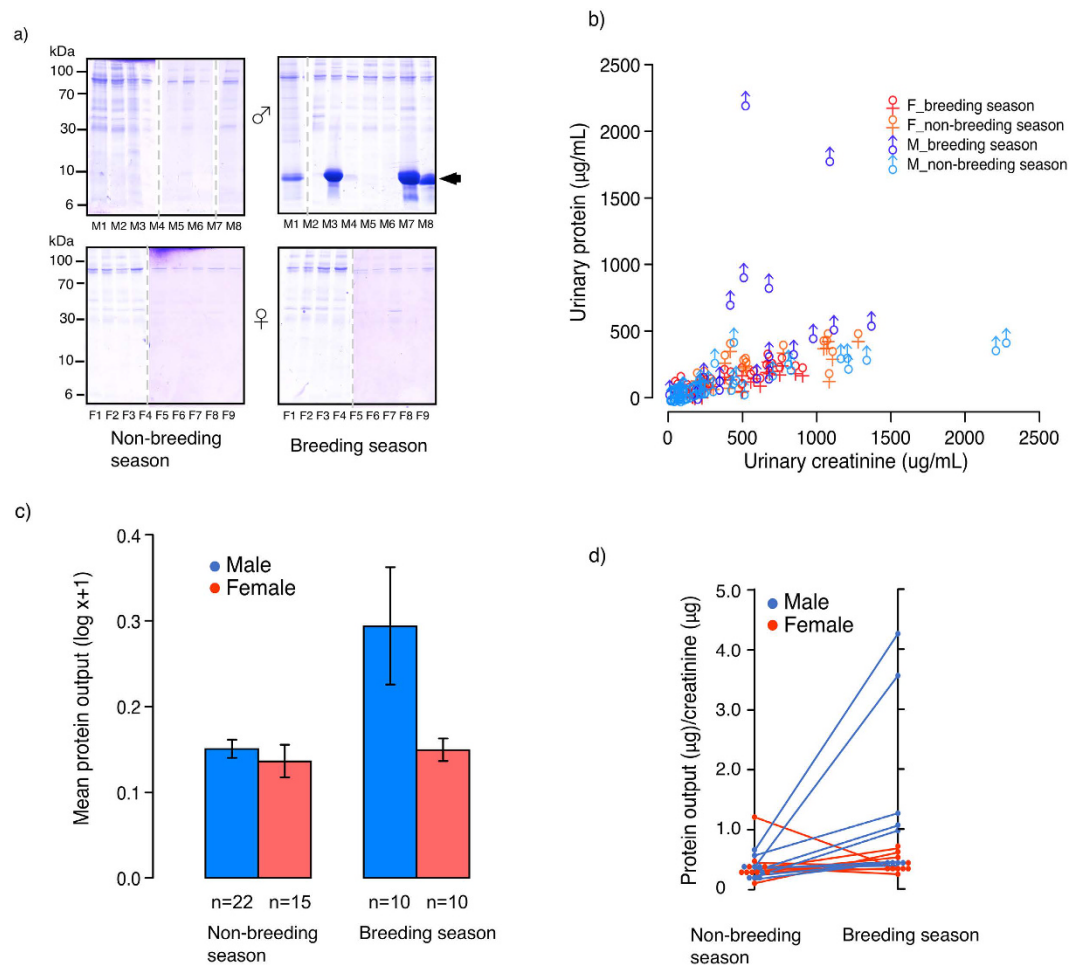 a)
kDa
100
70
30
10
6
♂
M1 M2 M3 M4 M5 M6 M7 M8
M1 M2 M3 M4 M5 M6 M7 M8
kDa
100
70
30
10
6
♀
F1 F2 F3 F4 F5 F6 F7 F8 F9
F1 F2 F3 F4 F5 F6 F7 F8 F9
Non-breeding
season
Breeding season
b)
Urinary protein (µg/mL)
2500
2000
1500
1000
500
0
F_breeding season
F_non-breeding season
M_breeding season
M_non-breeding season
0 500 1000 1500 2000 2500
Urinary creatinine (ug/mL)
c)
Mean protein output (log x+1)
0.4
0.3
0.2
0.1
0.0
Male
Female
n=22 n=15 n=10 n=10
Non-breeding
season
Breeding season
d)
Protein output (µg)/creatinine (µg)
5.0
4.0
3.0
2.0
1.0
0
Male
Female
Non-breeding
season
Breeding season